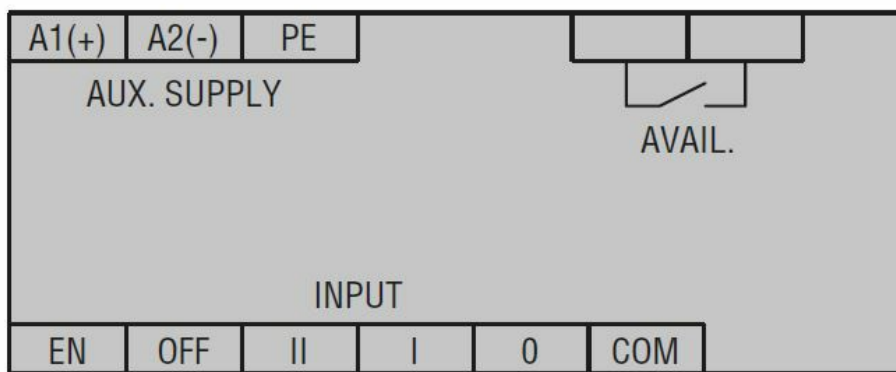 A1(+) A2(-) PE
AUX. SUPPLY
AVAIL.
INPUT
EN OFF II I 0 COM